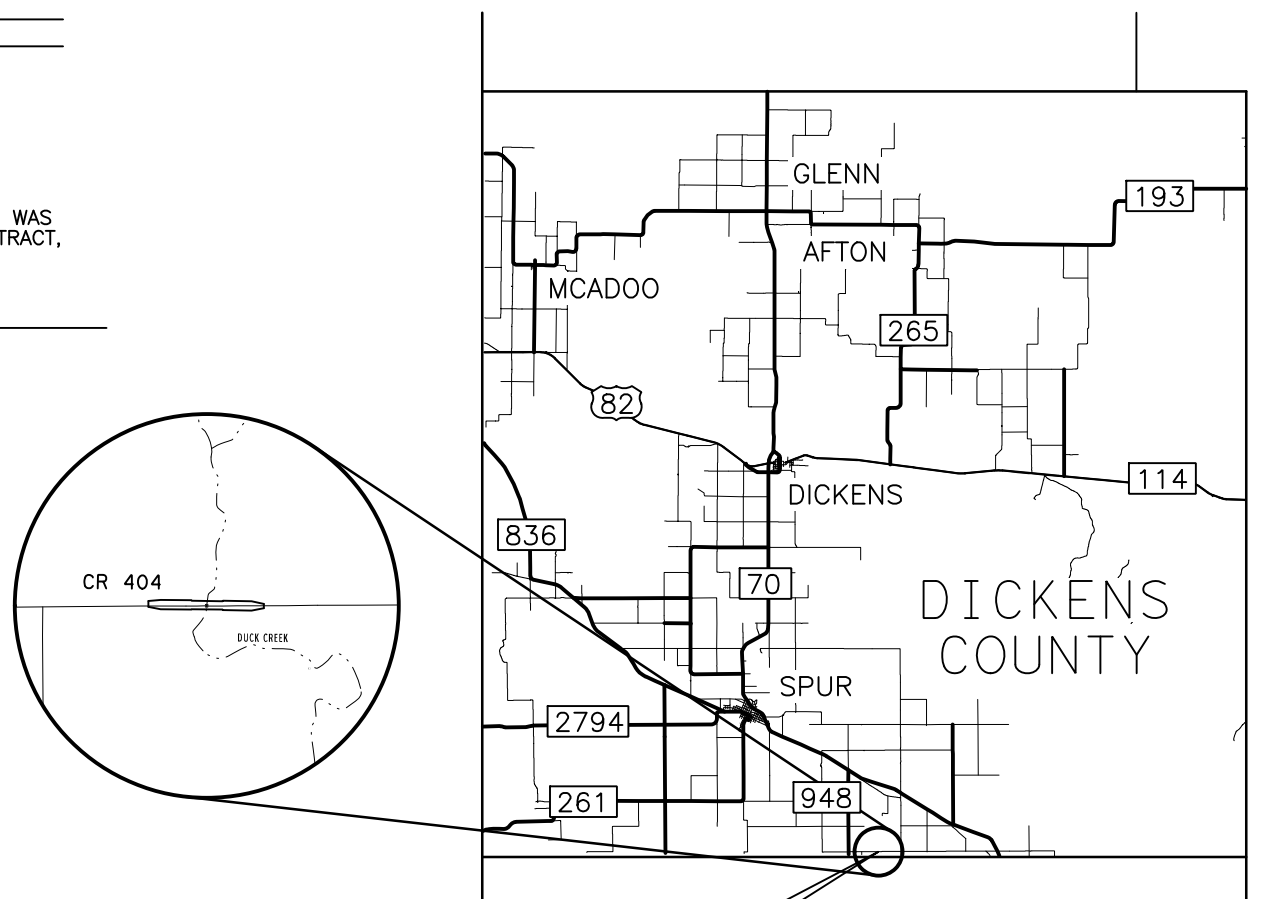 WAS
TRACT,
GLENN
193
AFTON
MCADOO
265
82
114
DICKENS
836
CR 404
70
DICKENS
COUNTY
DUCK CREEK
SPUR
2794
948
261